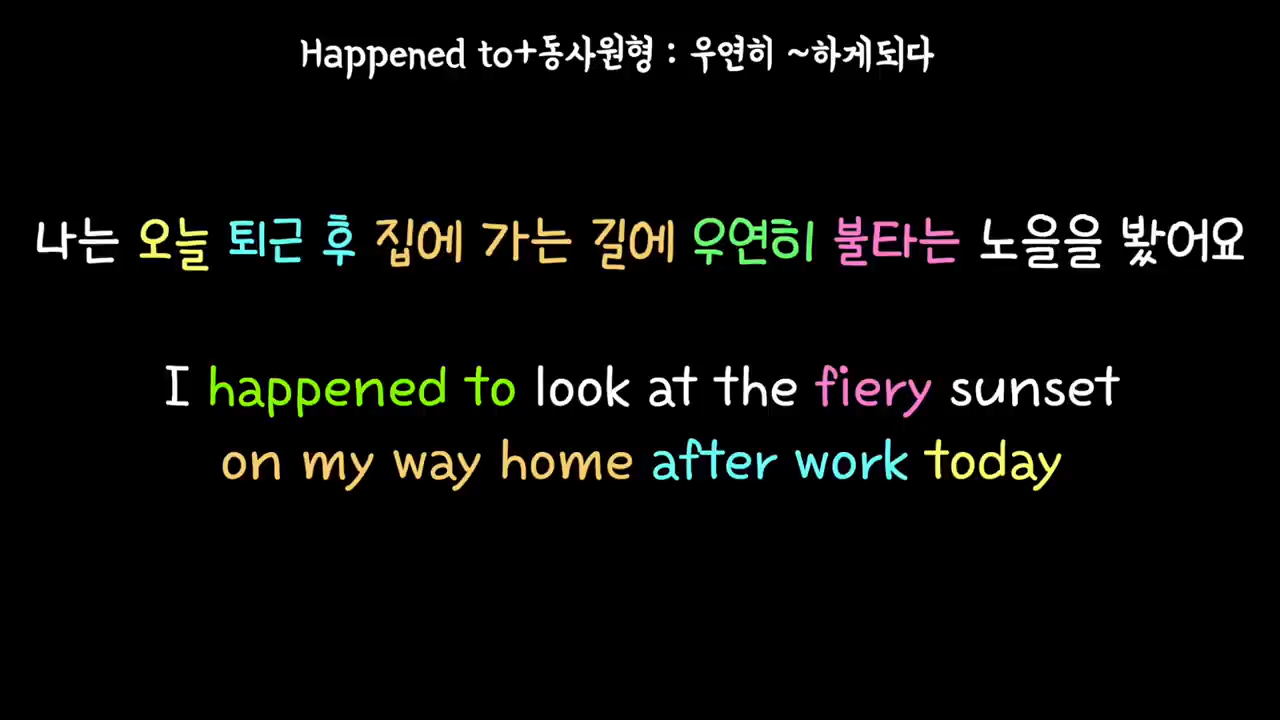 Happened to+동사원형 : 우연히 ~하게되다
나는 오늘 퇴근 후 집에 가는 길에 우연히 불타는 노을을 봤어요
I happened to look at the fiery sunset
on my way home after work today